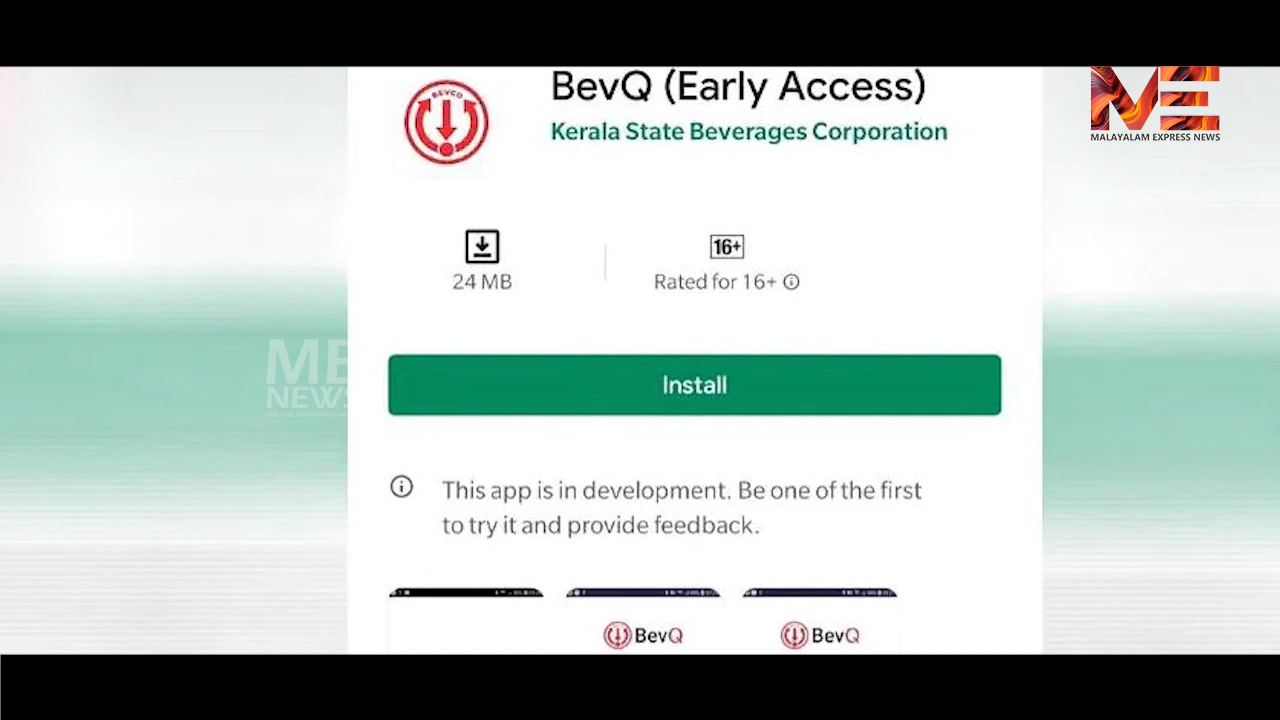 BevQ (Early Access)
Kerala State Beverages Corporation
BEVCO
ME
MALAYALAM EXPRESS NEWS
16+
24 MB
Rated for 16+
ME
NEWS
Install
This app is in development. Be one of the first
to try it and provide feedback.
BevQ
BevQ